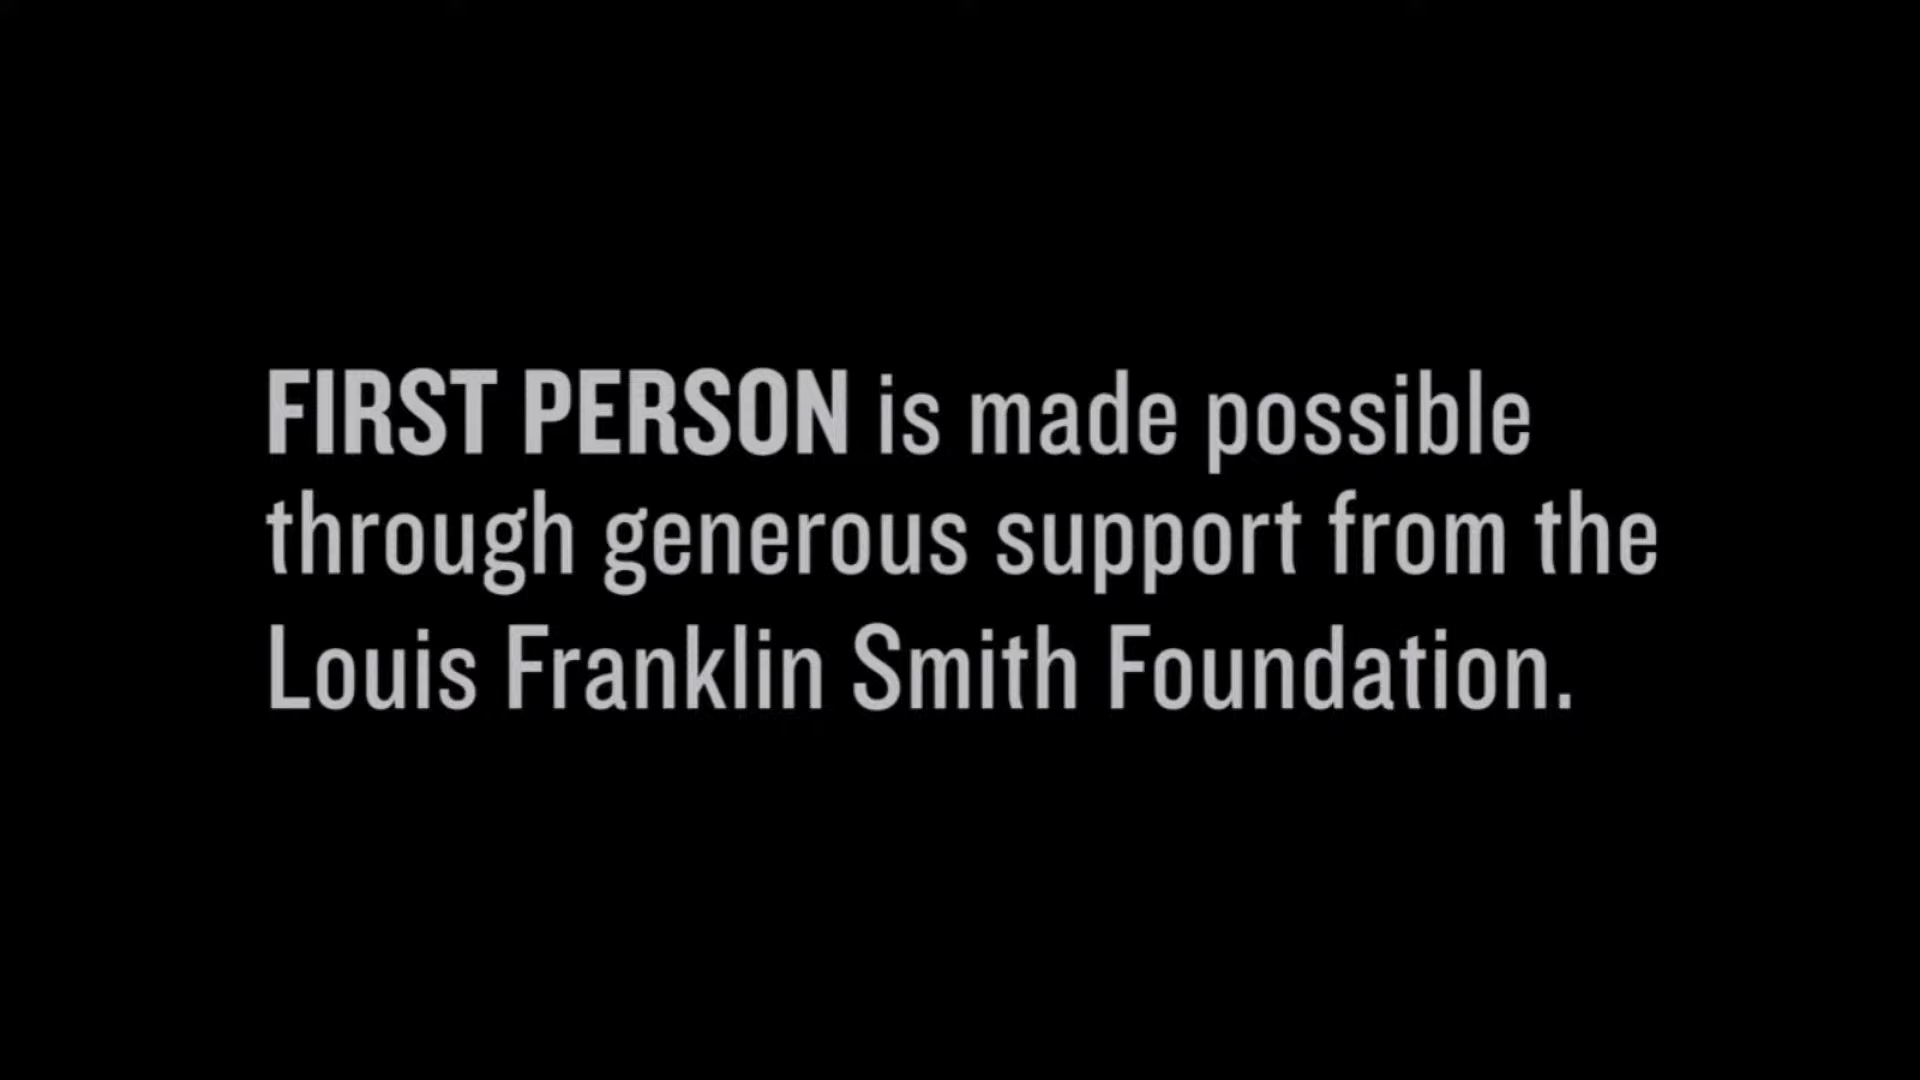 FIRST PERSON is made possible
through generous support from the
Louis Franklin Smith Foundation.